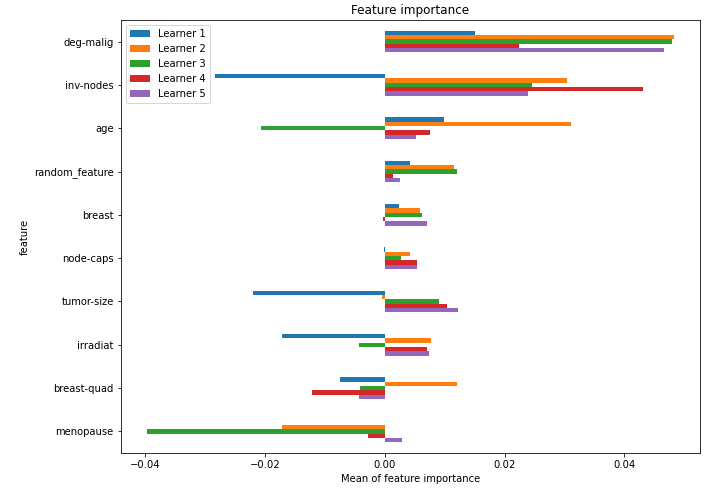 Feature importance
Learner 1
Learner 2
Learner 3
Learner 4
Learner 5
deg-malig
inv-nodes
age
random_feature
breast
node-caps
tumor-size
irradiat
breast-quad
menopause
feature
−0.04 −0.02 0.00 0.02 0.04
Mean of feature importance